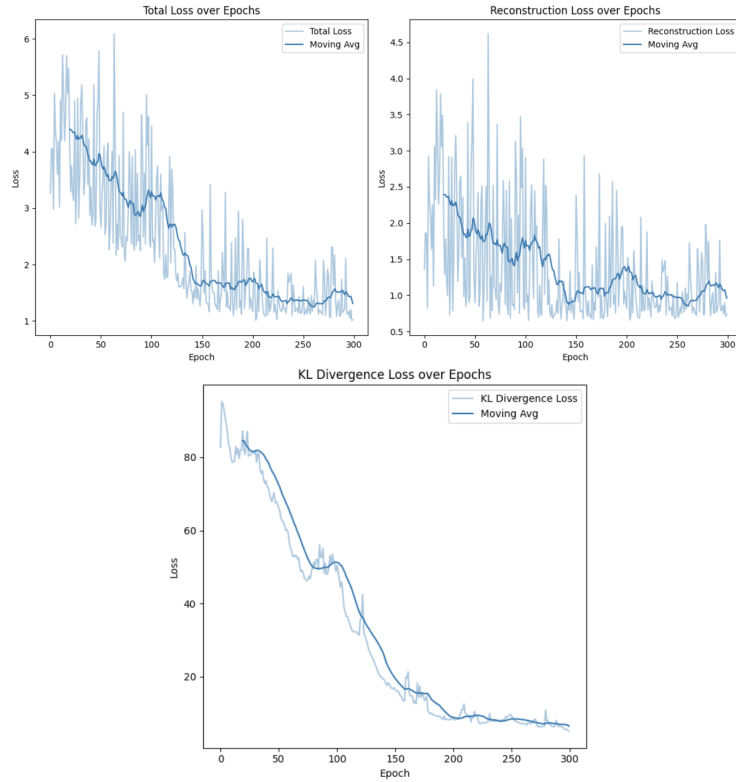 Total Loss over Epochs
Total Loss
Moving Avg
Loss
6
5
4
3
2
1
0
50
100
150
200
250
300
Epoch
Reconstruction Loss over Epochs
Reconstruction Loss
Moving Avg
Loss
4.5
4.0
3.5
3.0
2.5
2.0
1.5
1.0
0.5
0
50
100
150
200
250
300
Epoch
KL Divergence Loss over Epochs
KL Divergence Loss
Moving Avg
Loss
80
60
40
20
0
50
100
150
200
250
300
Epoch